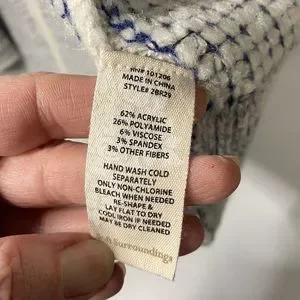 RN# 101206
MADE IN CHINA
STYLE# 2BR29
62% ACRYLIC
26% POLYAMIDE
6% VISCOSE
3% SPANDEX
3% OTHER FIBERS
HAND WASH COLD
SEPARATELY
ONLY NON-CHLORINE
BLEACH WHEN NEEDED
RE-SHAPE &
LAY FLAT TO DRY
COOL IRON IF NEEDED
MAY BE DRY CLEANED
Surroundings